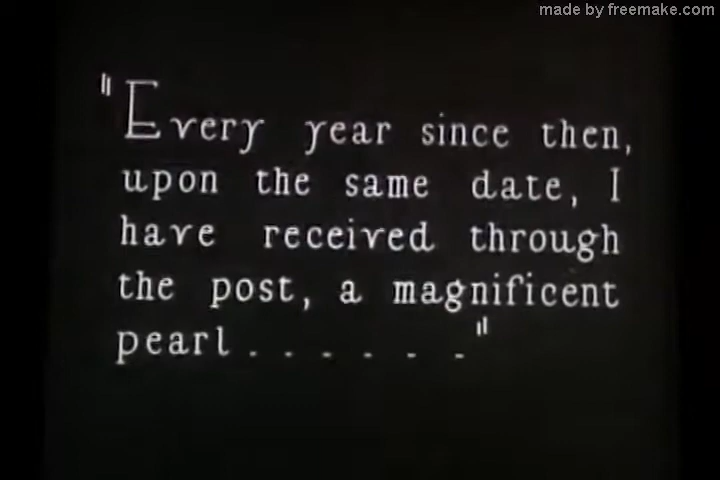 made by freemake.com
"Every year since then,
upon the same date, I
have received through
the post, a magnificent
pearl......"